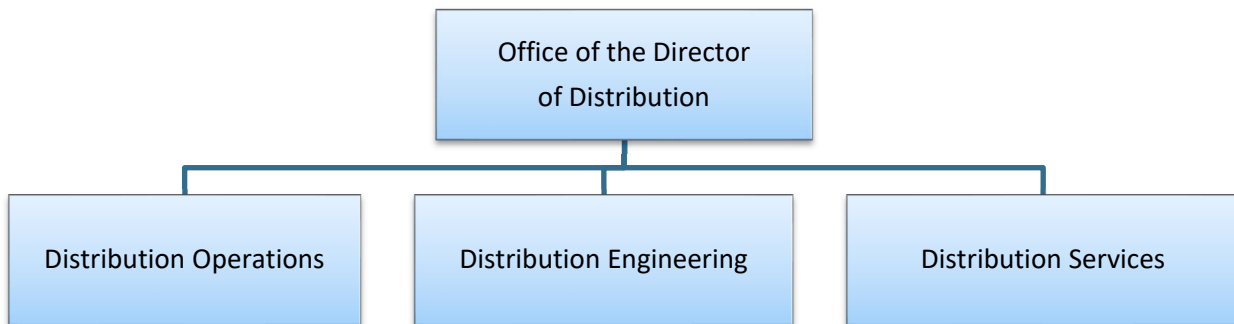 Office of the Director
of Distribution
Distribution Operations
Distribution Engineering
Distribution Services